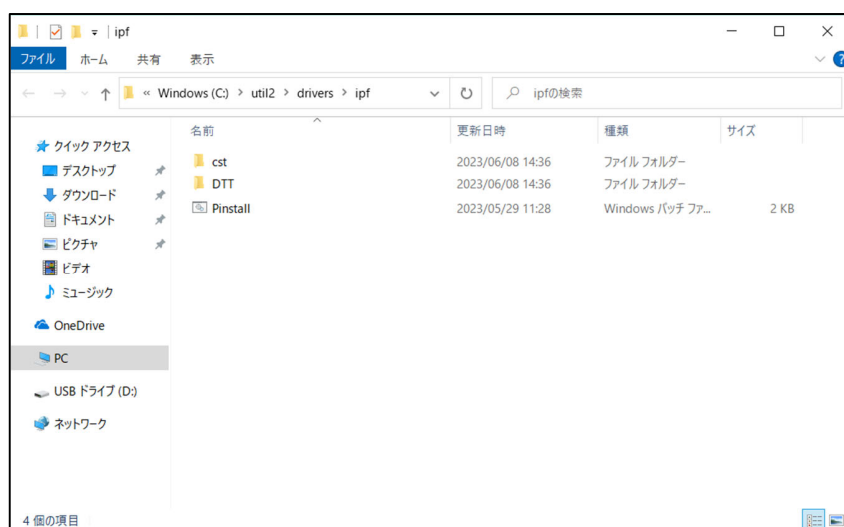 ipf
ファイル ホーム 共有 表示
« Windows (C:) > util2 > drivers > ipf
ipfの検索
名前 更新日時 種類 サイズ
クイック アクセス
デスクトップ
ダウンロード
ドキュメント
ピクチャ
ビデオ
ミュージック
OneDrive
PC
USB ドライブ (D:)
ネットワーク
cst 2023/06/08 14:36 ファイル フォルダー
DTT 2023/06/08 14:36 ファイル フォルダー
Pinstall 2023/05/29 11:28 Windows バッチ ファ... 2 KB
4 個の項目